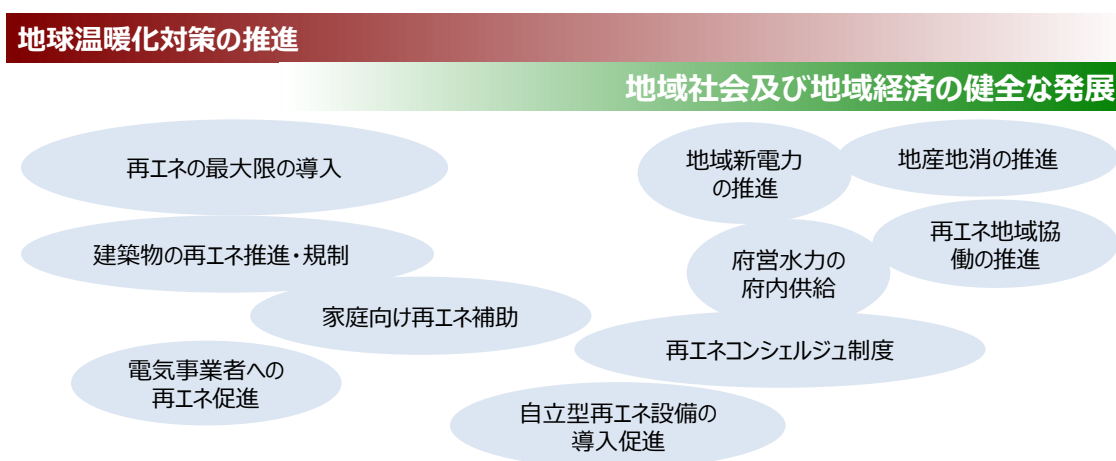 地球温暖化対策の推進
地域社会及び地域経済の健全な発展
再エネの最大限の導入
地域新電力
の推進
地産地消の推進
建築物の再エネ推進・規制
府営水力の
府内供給
再エネ地域協
働の推進
家庭向け再エネ補助
再エネコンシェルジュ制度
電気事業者への
再エネ促進
自立型再エネ設備の
導入促進